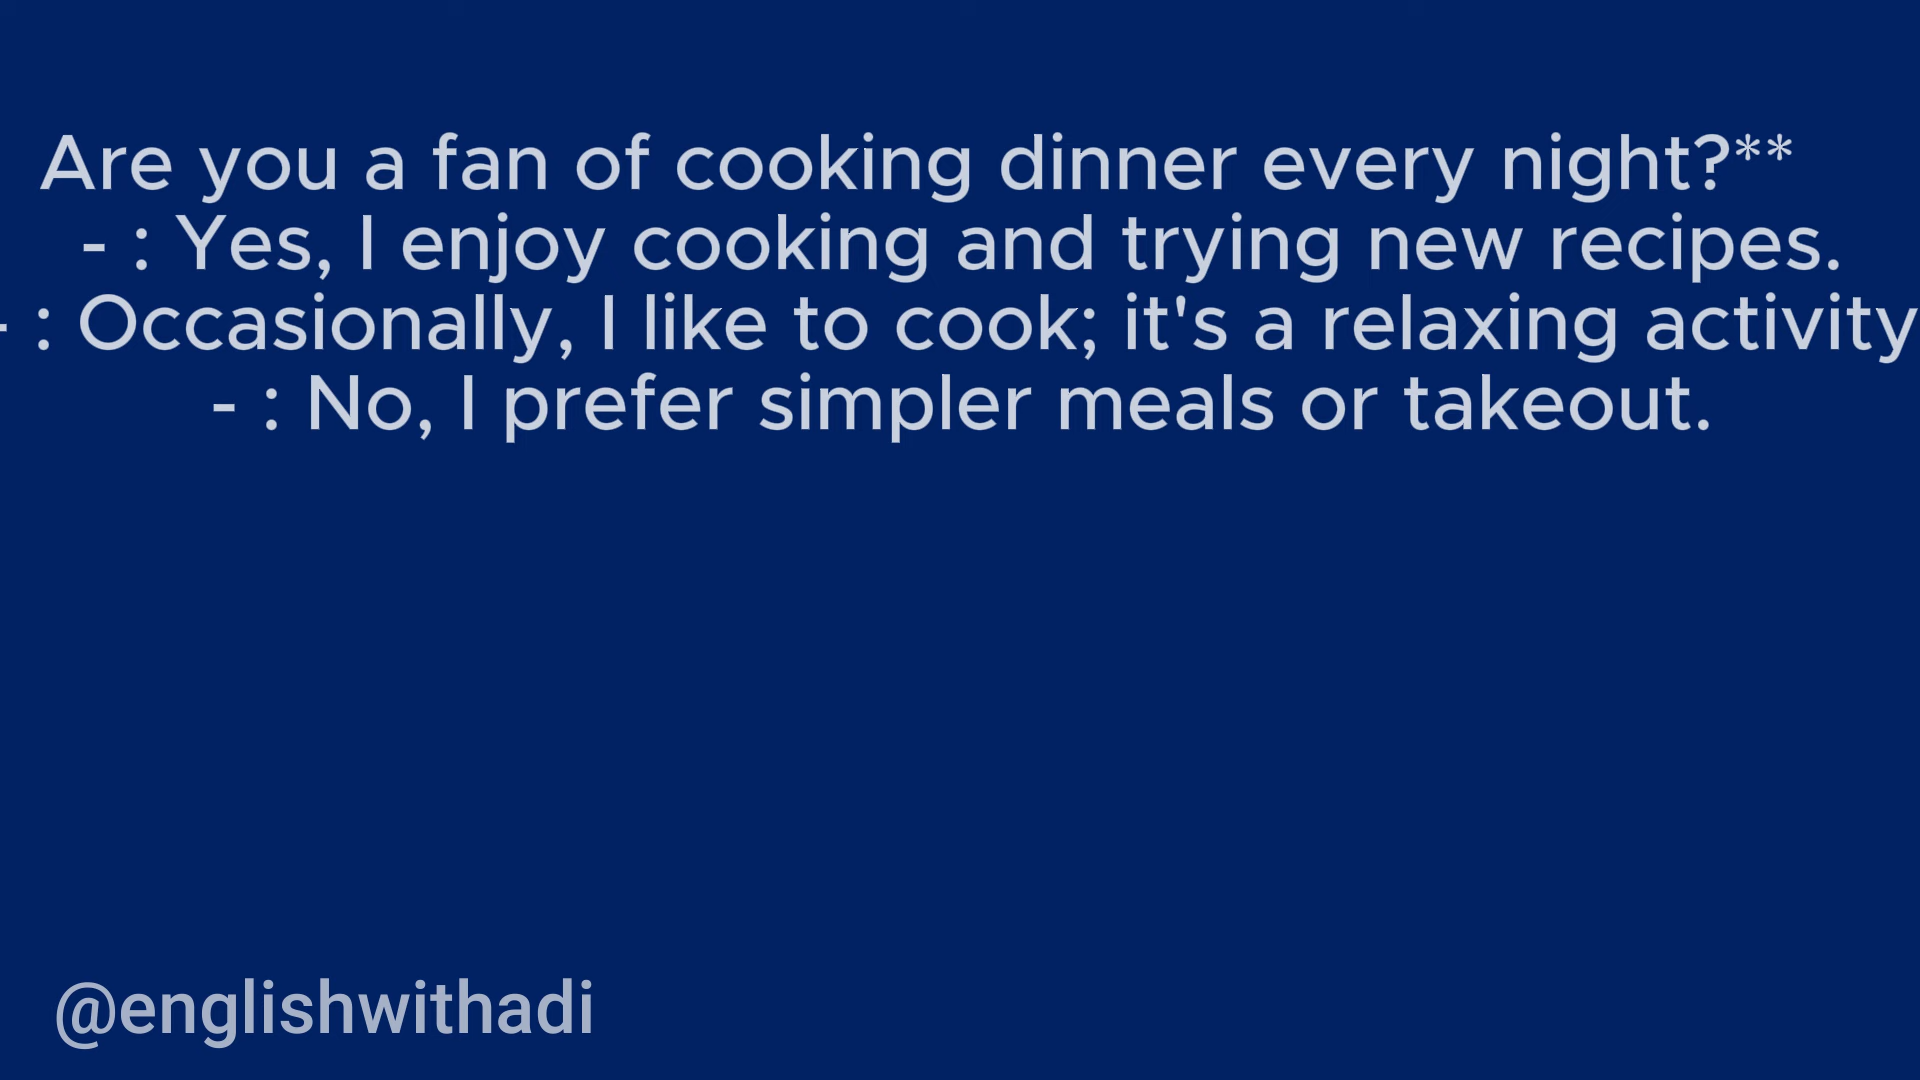 Are you a fan of cooking dinner every night?**
- : Yes, I enjoy cooking and trying new recipes.
- : Occasionally, I like to cook; it's a relaxing activity
- : No, I prefer simpler meals or takeout.
@englishwithadi